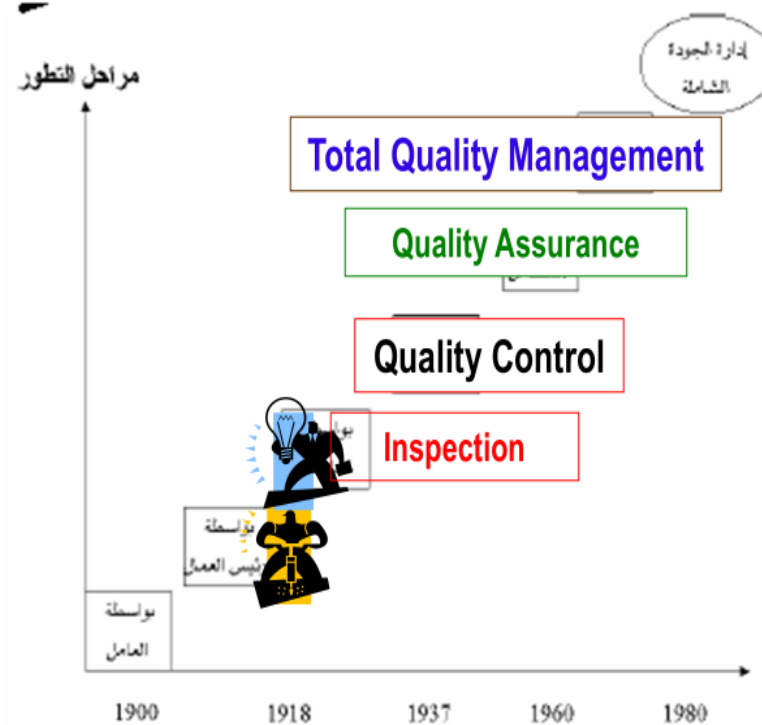 إدارة الجودة
الشاملة
مراحل التطور
Total Quality Management
Quality Assurance
Quality Control
Inspection
بواسطة
رئيس العمل
بواسطة
العامل
1900 1918 1937 1960 1980